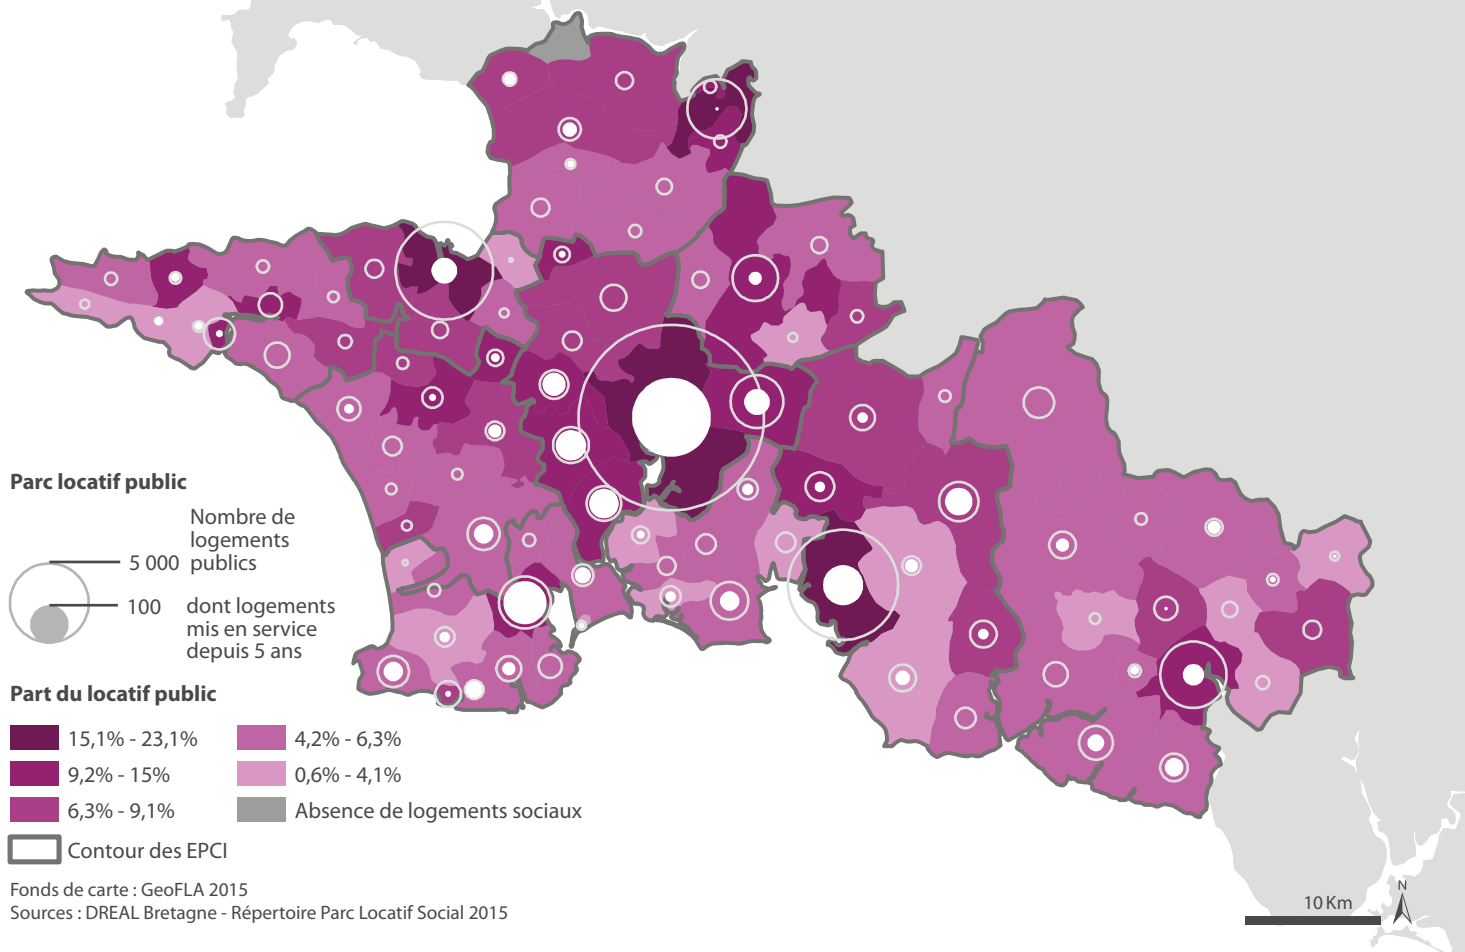 Parc locatif public
Nombre de
logements
publics
5 000
100
dont logements
mis en service
depuis 5 ans
Part du locatif public
15,1% - 23,1%
9,2% - 15%
6,3% - 9,1%
4,2% - 6,3%
0,6% - 4,1%
Absence de logements sociaux
Contour des EPCI
Fonds de carte : GeoFLA 2015
Sources : DREAL Bretagne - Répertoire Parc Locatif Social 2015
10 Km
N